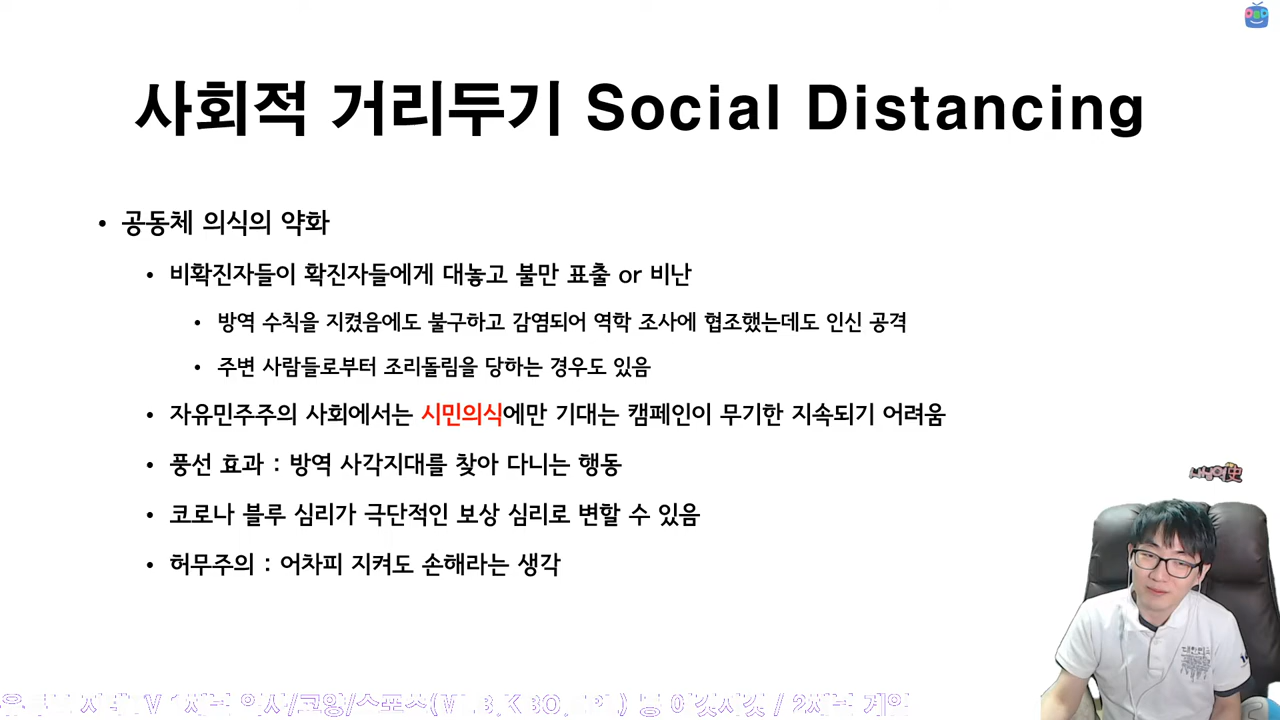 사회적 거리두기 Social Distancing
• 공동체 의식의 약화
• 비확진자들이 확진자들에게 대놓고 불만 표출 or 비난
• 방역 수칙을 지켰음에도 불구하고 감염되어 역학 조사에 협조했는데도 인신 공격
• 주변 사람들로부터 조리돌림을 당하는 경우도 있음
• 자유민주주의 사회에서는 시민의식에만 기대는 캠페인이 무기한 지속되기 어려움
• 풍선 효과 : 방역 사각지대를 찾아 다니는 행동
• 코로나 블루 심리가 극단적인 보상 심리로 변할 수 있음
• 허무주의 : 어차피 지켜도 손해라는 생각